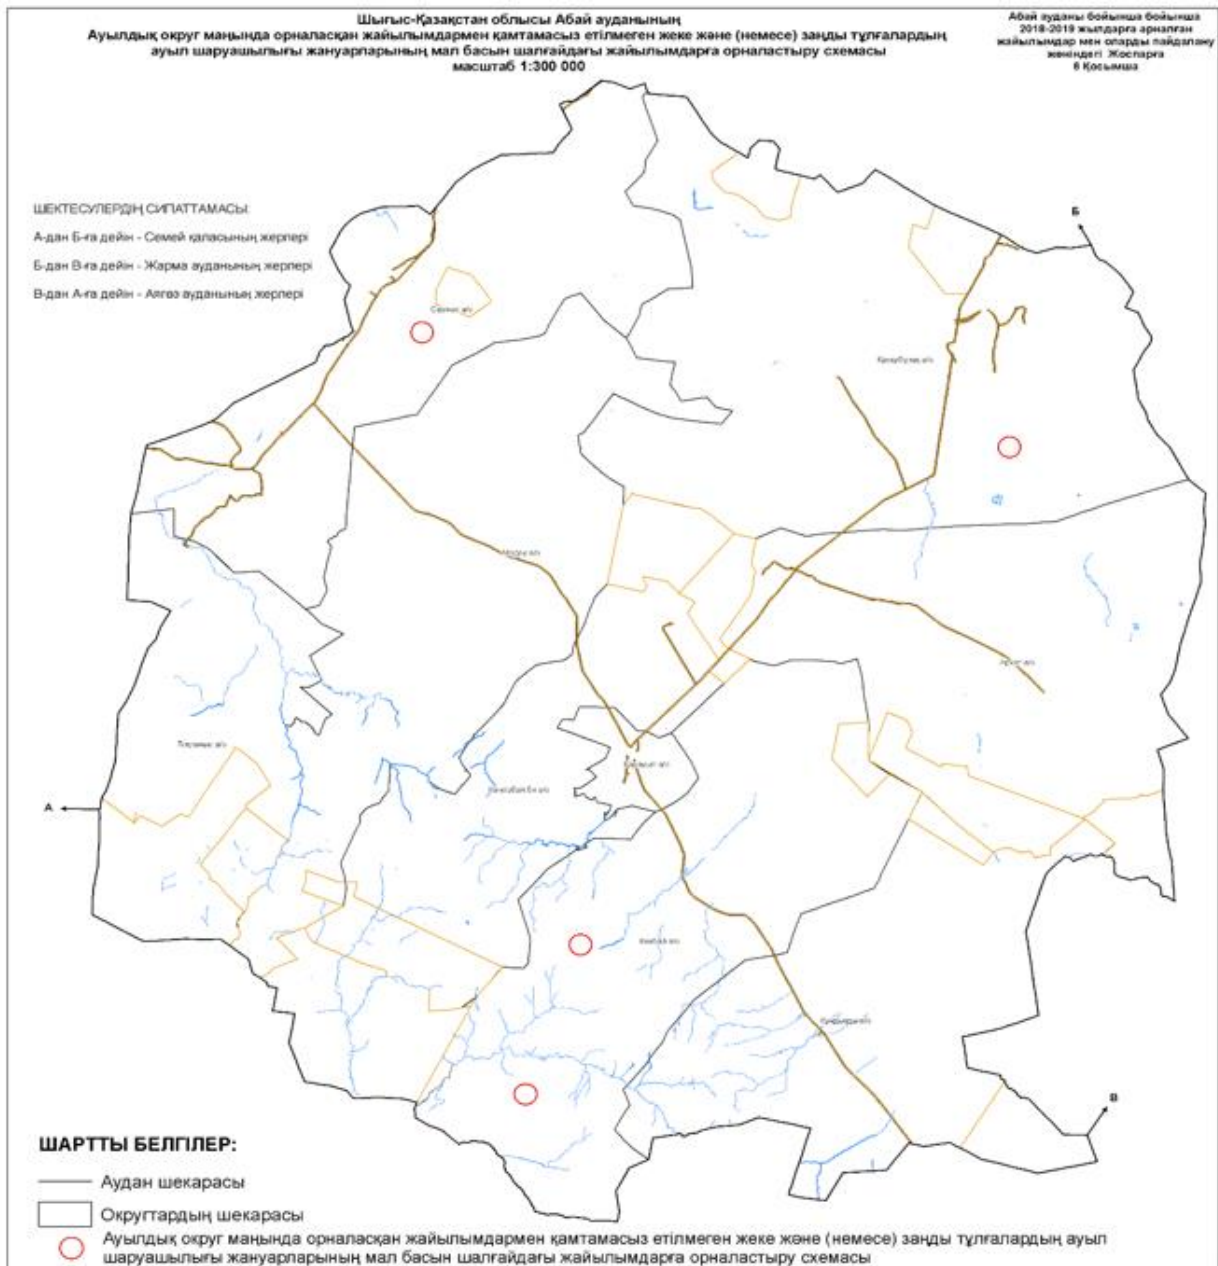 Шығыс-Қазақстан облысы Абай ауданының
Ауылдық округ маңында орналасқан жайылымдармен қамтамасыз етілмеген жеке және (немесе) заңды тұлғалардың
ауыл шаруашылығы жануарларының мал басын шалғайдағы жайылымдарға орналастыру схемасы
масштаб 1:300 000
Абай ауданы бойынша бойынша
2018-2019 жылдарға арналған
жайылымдар мен оларды пайдалану
жөніндегі Жоспарға
6 Қосымша
ШЕКТЕСУЛЕРДІҢ СИПАТТАМАСЫ:
А-дан Б-ға дейін - Семей қаласының жерлері
Б-дан В-ға дейін - Жарма ауданының жерлері
В-дан А-ға дейін - Аягөз ауданының жерлері
Б
А
В
ШАРТТЫ БЕЛГІЛЕР:
Аудан шекарасы
Округтардың шекарасы
Ауылдық округ маңында орналасқан жайылымдармен қамтамасыз етілмеген жеке және (немесе) заңды тұлғалардың ауыл
шаруашылығы жануарларының мал басын шалғайдағы жайылымдарға орналастыру схемасы